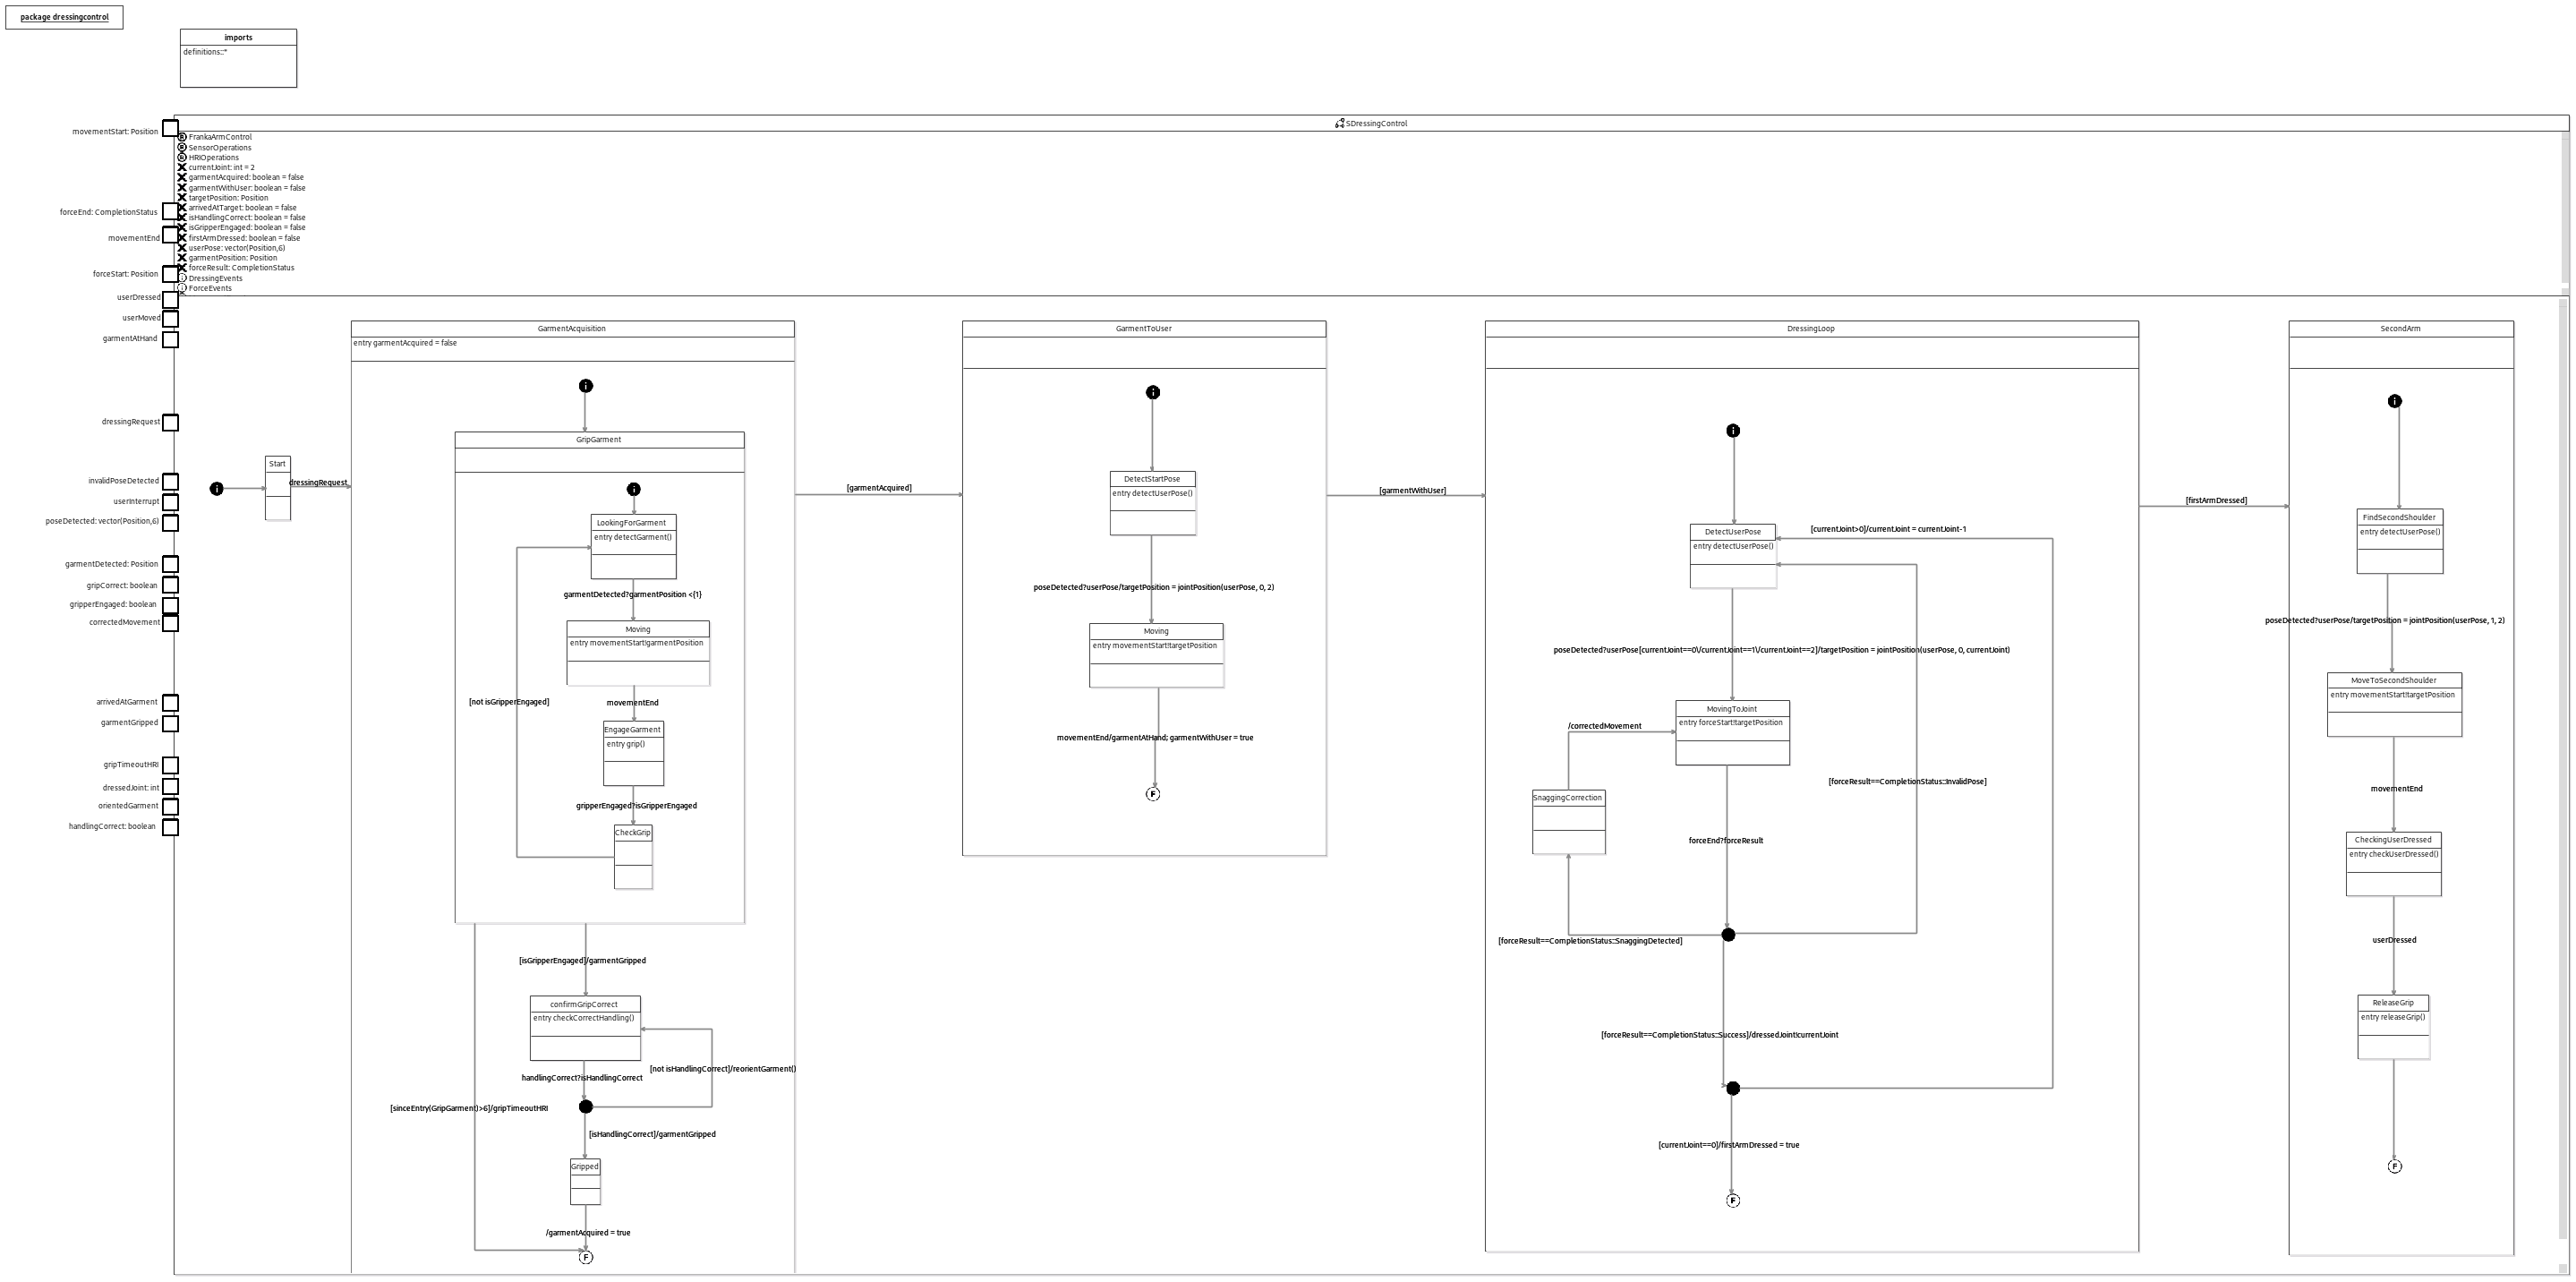 package dressingcontrol
imports
definitions::*
SDressingControl
FrankaArmControl
SensorOperations
HRIOperations
currentJoint: int = 2
garmentAcquired: boolean = false
garmentWithUser: boolean = false
targetPosition: Position
arrivedAtTarget: boolean = false
isHandlingCorrect: boolean = false
isGripperEngaged: boolean = false
firstArmDressed: boolean = false
userPose: vector(Position,6)
garmentPosition: Position
forceResult: CompletionStatus
DressingEvents
ForceEvents
movementStart: Position
forceEnd: CompletionStatus
movementEnd
forceStart: Position
userDressed
userMoved
garmentAtHand
dressingRequest
invalidPoseDetected
userInterrupt
poseDetected: vector(Position,6)
garmentDetected: Position
gripCorrect: boolean
gripperEngaged: boolean
correctedMovement
arrivedAtGarment
garmentGripped
gripTimeoutHRI
dressedJoint: int
orientedGarment
handlingCorrect: boolean
i
Start
dressingRequest
GarmentAcquisition
entry garmentAcquired = false
i
GripGarment
i
LookingForGarment
entry detectGarment()
garmentDetected?garmentPosition <{1}
Moving
entry movementStart!garmentPosition
[not isGripperEngaged]
movementEnd
EngageGarment
entry grip()
gripperEngaged?isGripperEngaged
CheckGrip
[isGripperEngaged]/garmentGripped
confirmGripCorrect
entry checkCorrectHandling()
[not isHandlingCorrect]/reorientGarment()
handlingCorrect?isHandlingCorrect
[sinceEntry(GripGarment)>6]/gripTimeoutHRI
[isHandlingCorrect]/garmentGripped
Gripped
/garmentAcquired = true
F
[garmentAcquired]
GarmentToUser
i
DetectStartPose
entry detectUserPose()
poseDetected?userPose/targetPosition = jointPosition(userPose, 0, 2)
Moving
entry movementStart!targetPosition
movementEnd/garmentAtHand; garmentWithUser = true
F
[garmentWithUser]
DressingLoop
i
DetectUserPose
entry detectUserPose()
[currentJoint>0]/currentJoint = currentJoint-1
poseDetected?userPose[currentJoint==0\/currentJoint==1\/currentJoint==2]/targetPosition = jointPosition(userPose, 0, currentJoint)
MovingToJoint
entry forceStart!targetPosition
/correctedMovement
[forceResult==CompletionStatus::InvalidPose]
SnaggingCorrection
forceEnd?forceResult
[forceResult==CompletionStatus::SnaggingDetected]
[forceResult==CompletionStatus::Success]/dressedJoint!currentJoint
[currentJoint==0]/firstArmDressed = true
F
[firstArmDressed]
SecondArm
i
FindSecondShoulder
entry detectUserPose()
poseDetected?userPose/targetPosition = jointPosition(userPose, 1, 2)
MoveToSecondShoulder
entry movementStart!targetPosition
movementEnd
CheckingUserDressed
entry checkUserDressed()
userDressed
ReleaseGrip
entry releaseGrip()
F